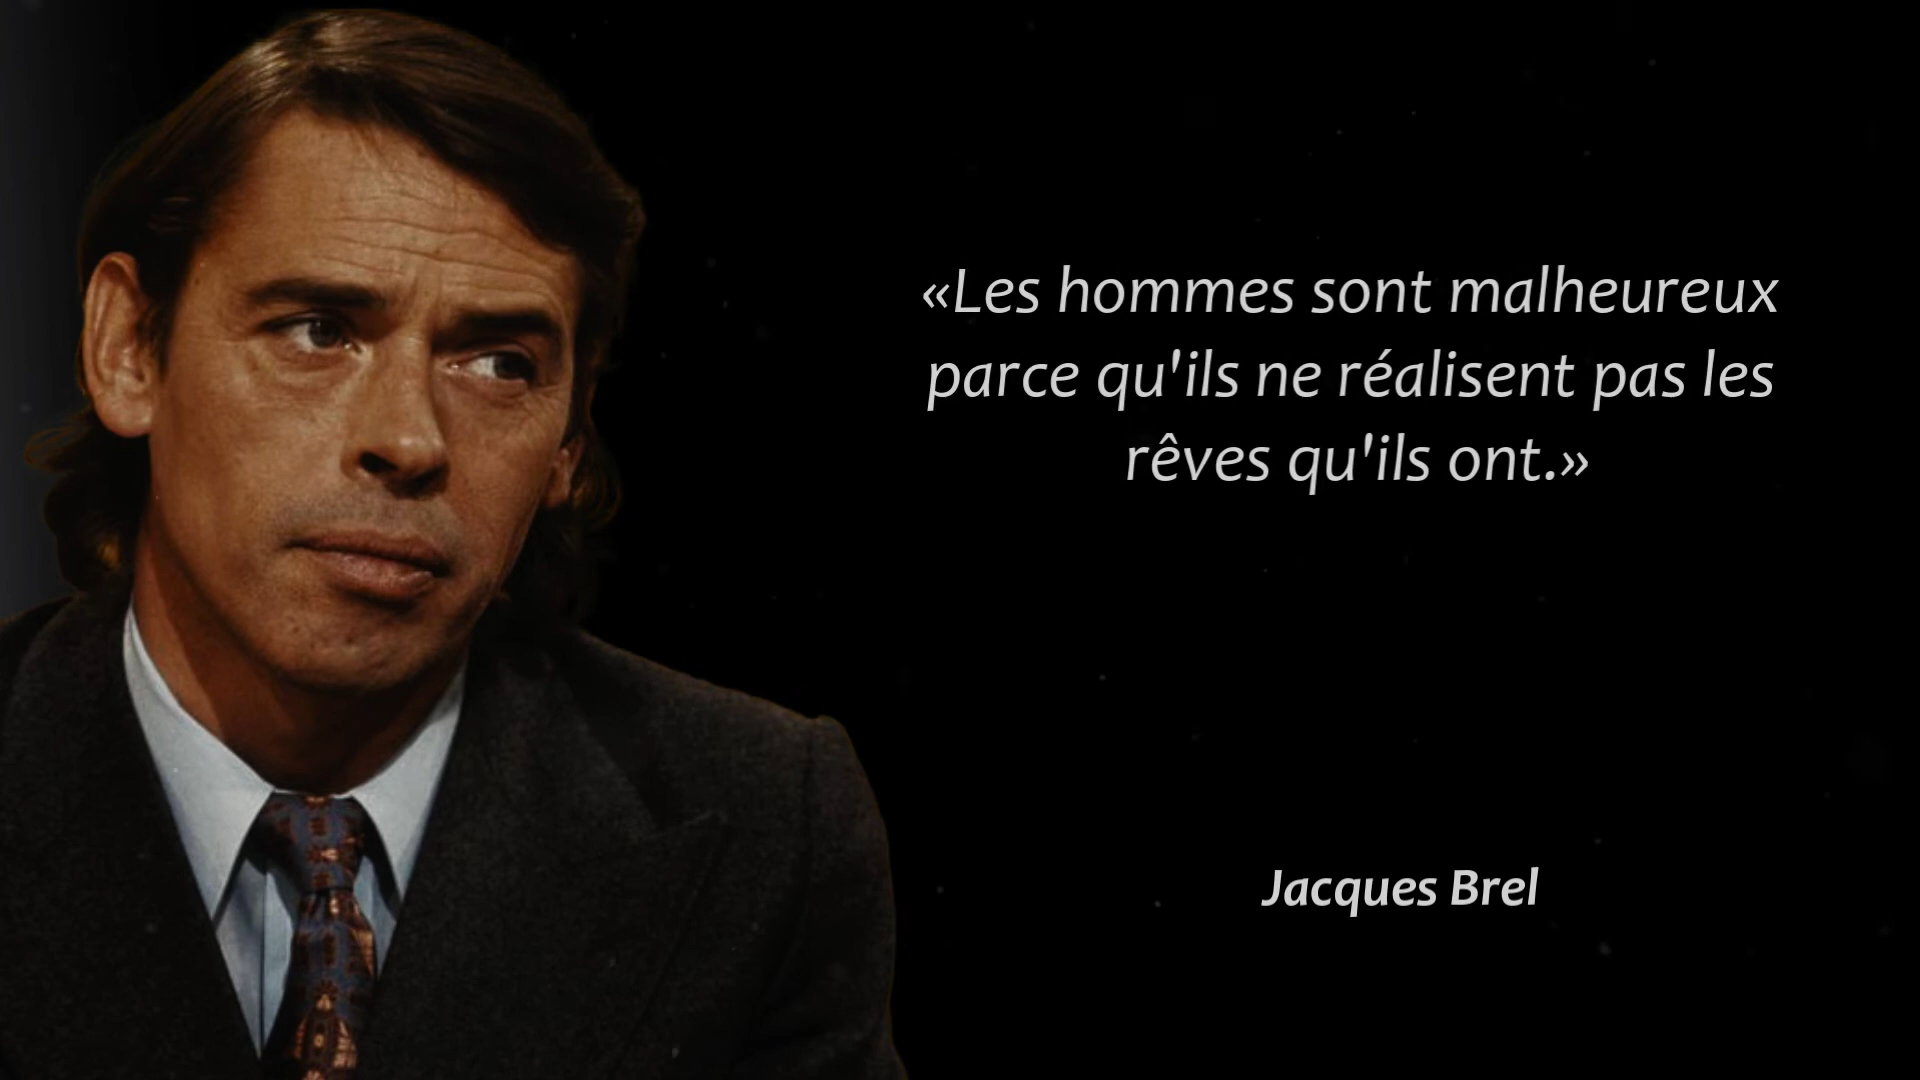 «Les hommes sont malheureux
parce qu'ils ne réalisent pas les
rêves qu'ils ont.»
Jacques Brel